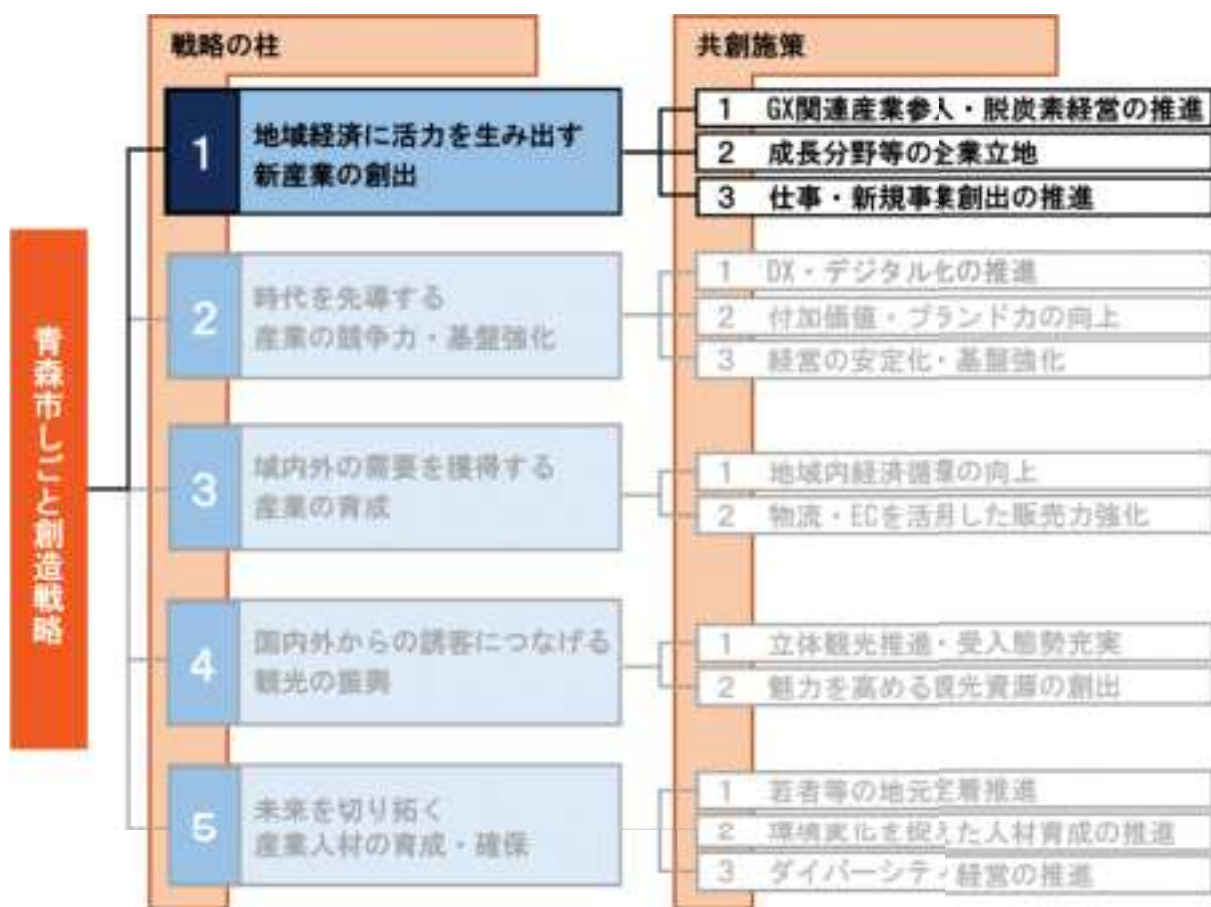 戦略の柱
共創施策
青森市しごと創造戦略
1
地域経済に活力を生み出す
新産業の創出
1 GX関連産業参入・脱炭素経営の推進
2 成長分野等の企業立地
3 仕事・新規事業創出の推進
2
時代を先導する
産業の競争力・基盤強化
1 DX・デジタル化の推進
2 付加価値・ブランド力の向上
3 経営の安定化・基盤強化
3
域内外の需要を獲得する
産業の育成
1 地域内経済循環の向上
2 物流・ECを活用した販売力強化
4
国内外からの誘客につなげる
観光の振興
1 立体観光推進・受入態勢充実
2 魅力を高める観光資源の創出
5
未来を切り拓く
産業人材の育成・確保
1 若者等の地元定着推進
2 環境変化を捉えた人材育成の推進
3 ダイバーシティ経営の推進